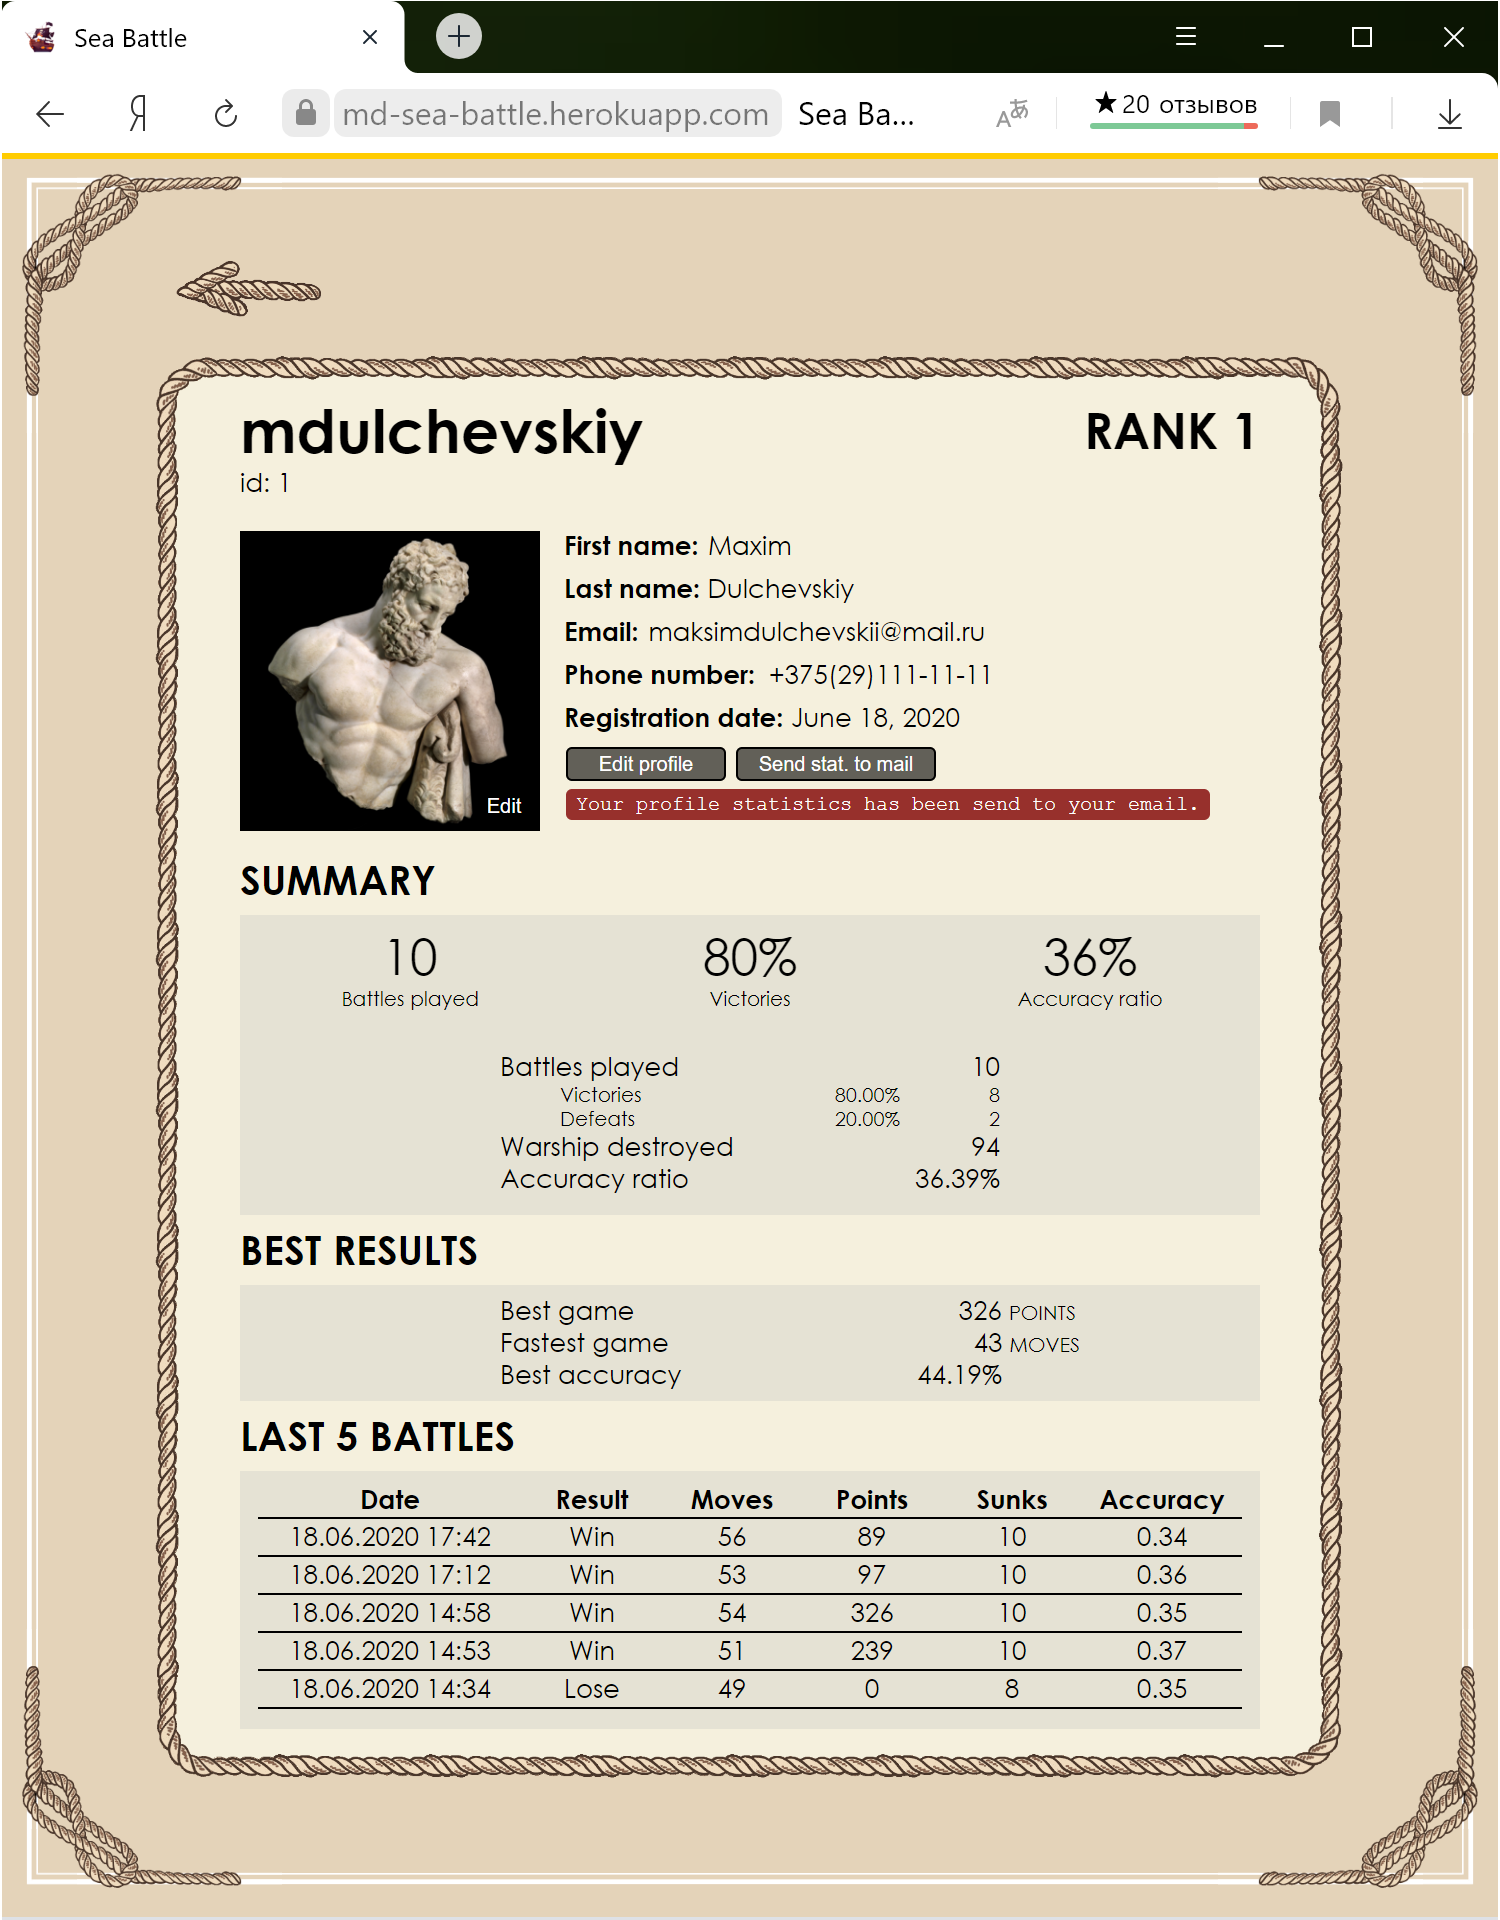 Sea Battle
md-sea-battle.herokuapp.com Sea Ba... ★20 отзывов
mdulchevskiy RANK 1
id: 1
First name: Maxim
Last name: Dulchevskiy
Email: maksimdulchevskii@mail.ru
Phone number: +375(29)111-11-11
Registration date: June 18, 2020
Edit profile Send stat. to mail
Edit Your profile statistics has been send to your email.
SUMMARY
10 80% 36%
Battles played Victories Accuracy ratio
Battles played 10
Victories 80.00% 8
Defeats 20.00% 2
Warship destroyed 94
Accuracy ratio 36.39%
BEST RESULTS
Best game 326 POINTS
Fastest game 43 MOVES
Best accuracy 44.19%
LAST 5 BATTLES
Date Result Moves Points Sunks Accuracy
18.06.2020 17:42 Win 56 89 10 0.34
18.06.2020 17:12 Win 53 97 10 0.36
18.06.2020 14:58 Win 54 326 10 0.35
18.06.2020 14:53 Win 51 239 10 0.37
18.06.2020 14:34 Lose 49 0 8 0.35